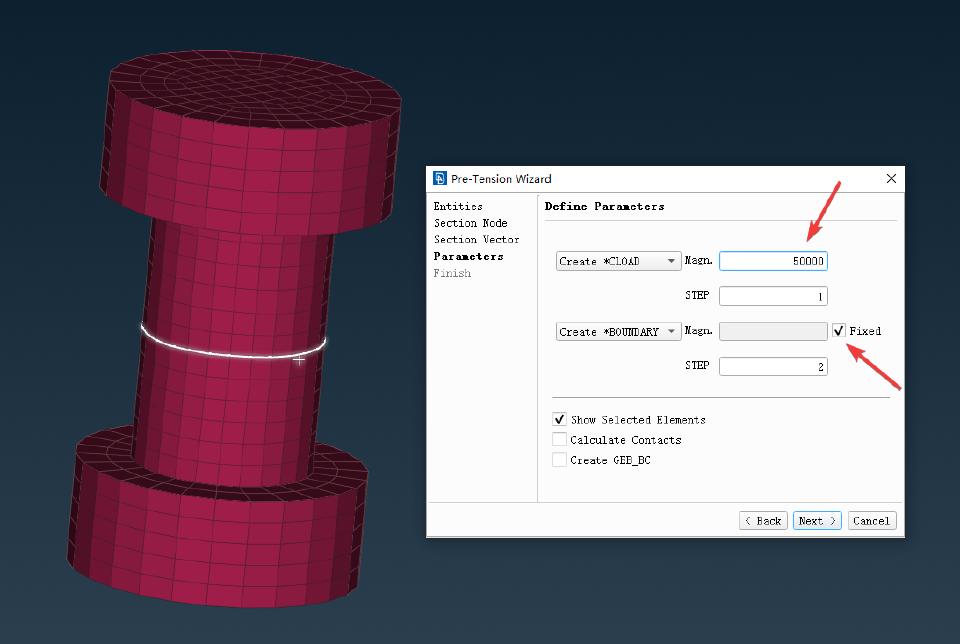 Pre-Tension Wizard
Entities
Section Node
Section Vector
Parameters
Finish
Define Parameters
Create *CLOAD Magn. 50000
STEP 1
Create *BOUNDARY Magn. Fixed
STEP 2
Show Selected Elements
Calculate Contacts
Create GEB_BC
< Back Next > Cancel